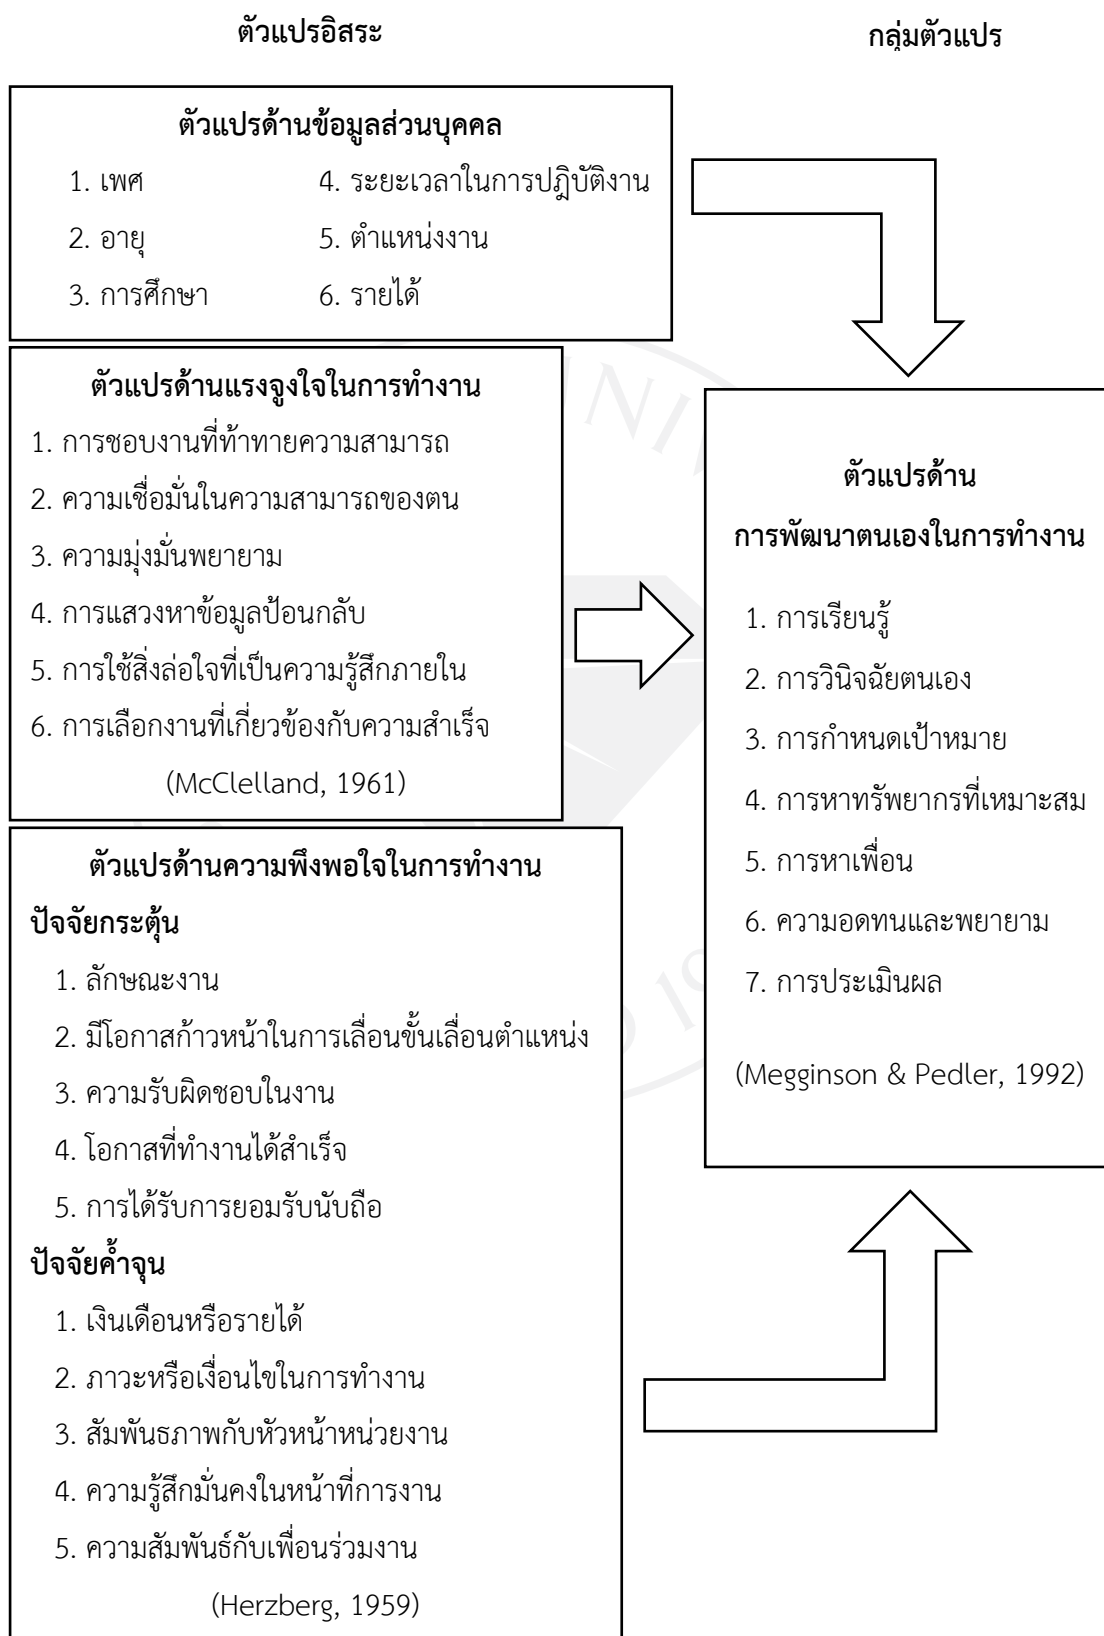 ตัวแปรอิสระ
กลุ่มตัวแปร
ตัวแปรด้านข้อมูลส่วนบุคคล
1. เพศ
4. ระยะเวลาในการปฏิบัติงาน
2. อายุ
5. ตำแหน่งงาน
3. การศึกษา
6. รายได้
ตัวแปรด้านแรงจูงใจในการทำงาน
1. การชอบงานที่ท้าทายความสามารถ
2. ความเชื่อมั่นในความสามารถของตน
3. ความมุ่งมั่นพยายาม
4. การแสวงหาข้อมูลป้อนกลับ
5. การใช้สิ่งล่อใจที่เป็นความรู้สึกภายใน
6. การเลือกงานที่เกี่ยวข้องกับความสำเร็จ
(McClelland, 1961)
ตัวแปรด้านความพึงพอใจในการทำงาน
ปัจจัยกระตุ้น
1. ลักษณะงาน
2. มีโอกาสก้าวหน้าในการเลื่อนขั้นเลื่อนตำแหน่ง
3. ความรับผิดชอบในงาน
4. โอกาสที่ทำงานได้สำเร็จ
5. การได้รับการยอมรับนับถือ
ปัจจัยค้ำจุน
1. เงินเดือนหรือรายได้
2. ภาวะหรือเงื่อนไขในการทำงาน
3. สัมพันธภาพกับหัวหน้าหน่วยงาน
4. ความรู้สึกมั่นคงในหน้าที่การงาน
5. ความสัมพันธ์กับเพื่อนร่วมงาน
(Herzberg, 1959)
ตัวแปรด้าน
การพัฒนาตนเองในการทำงาน
1. การเรียนรู้
2. การวินิจฉัยตนเอง
3. การกำหนดเป้าหมาย
4. การหาทรัพยากรที่เหมาะสม
5. การหาเพื่อน
6. ความอดทนและพยายาม
7. การประเมินผล
(Megginson & Pedler, 1992)